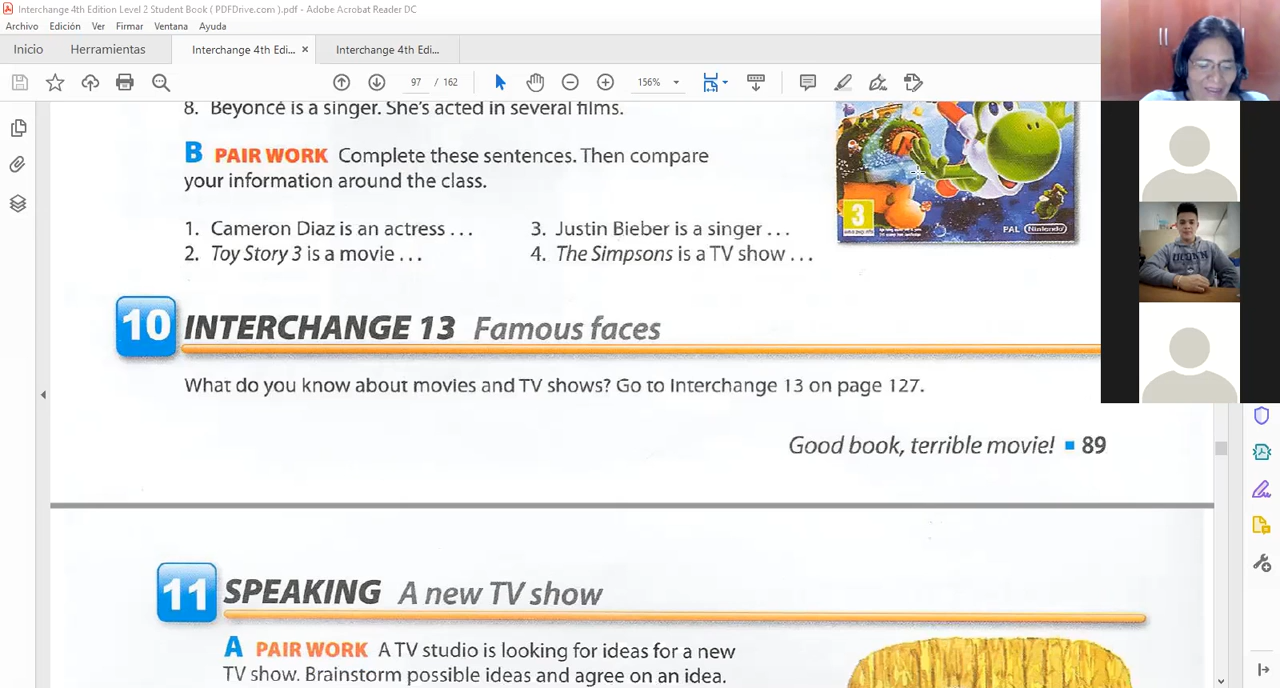 Interchange 4th Edition Level 2 Student Book ( PDFDrive.com ).pdf - Adobe Acrobat Reader DC
Archivo Edición Ver Firmar Ventana Ayuda
Inicio Herramientas Interchange 4th Edi... × Interchange 4th Edi...
97 / 162 156%
8. Beyoncé is a singer. She's acted in several films.
B PAIR WORK Complete these sentences. Then compare
your information around the class.
1. Cameron Diaz is an actress . . .
2. Toy Story 3 is a movie . . .
3. Justin Bieber is a singer . . .
4. The Simpsons is a TV show . . .
3
PAL Nintendo
10 INTERCHANGE 13 Famous faces
What do you know about movies and TV shows? Go to Interchange 13 on page 127.
Good book, terrible movie! ▪ 89
11 SPEAKING A new TV show
A PAIR WORK A TV studio is looking for ideas for a new
TV show. Brainstorm possible ideas and agree on an idea.